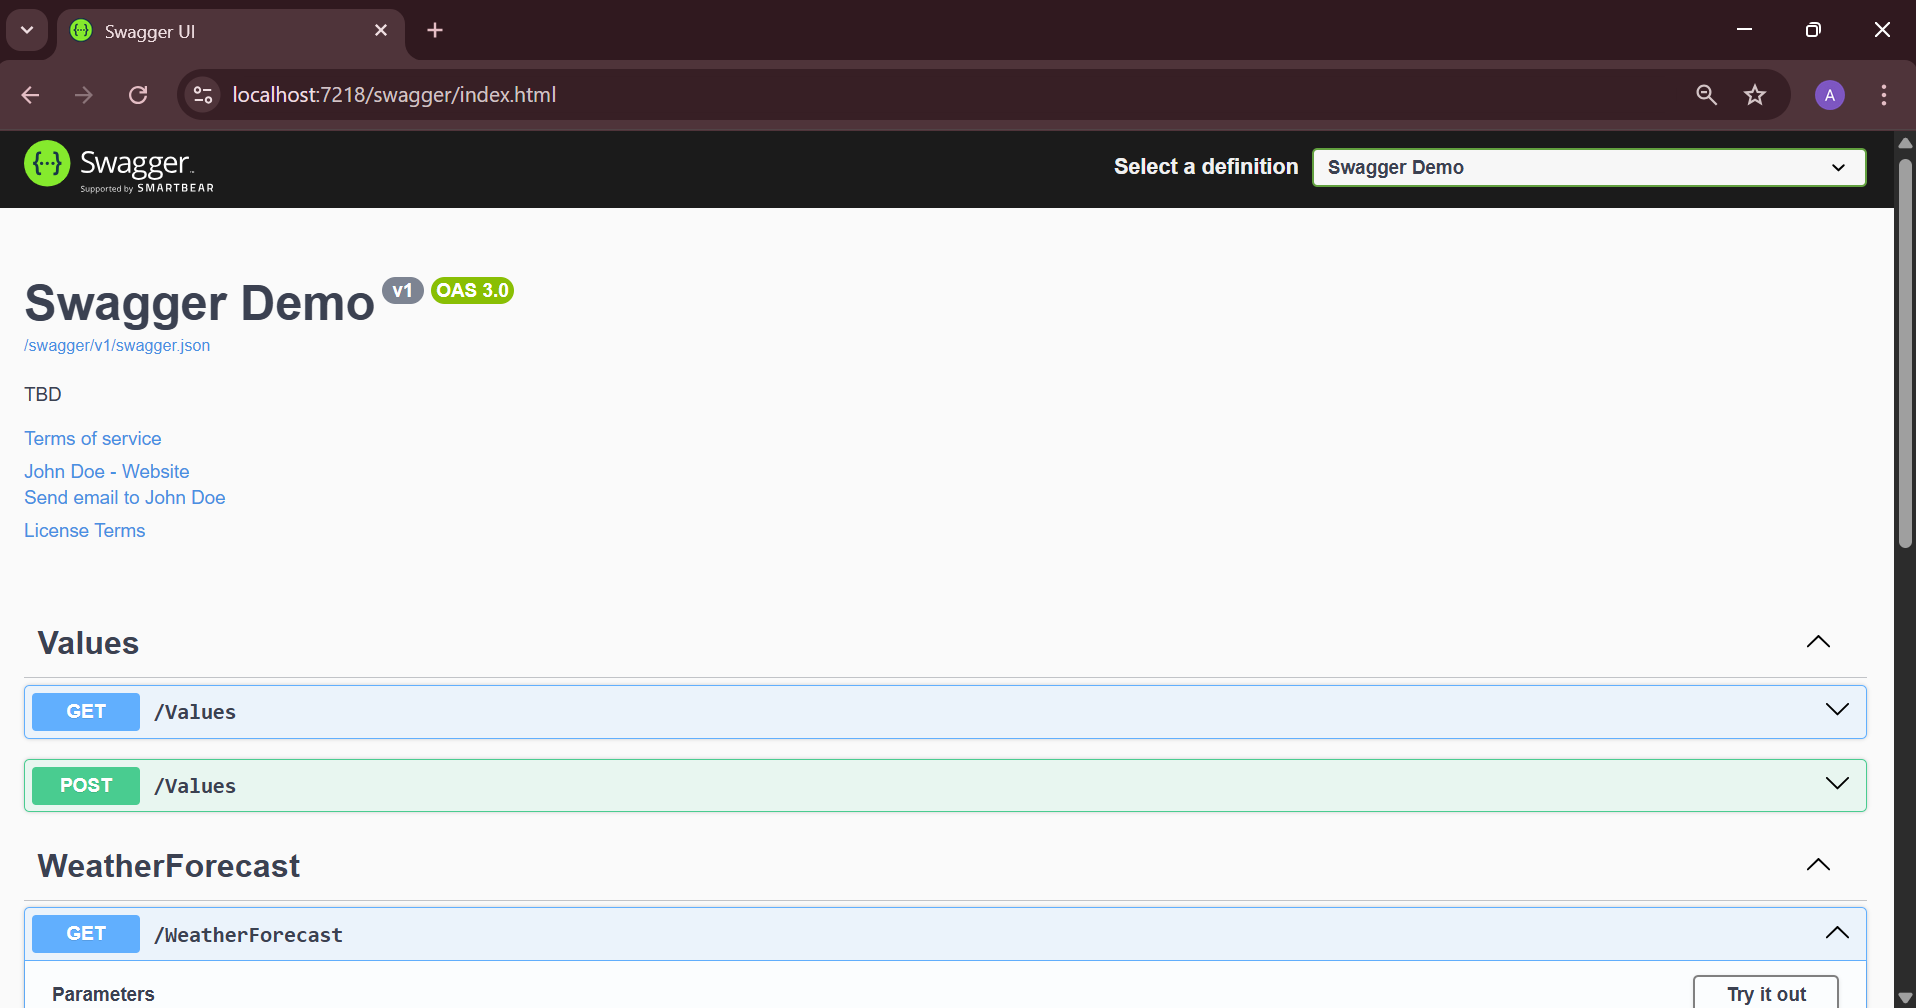 Swagger UI
localhost:7218/swagger/index.html
A
{···} Swagger™
Supported by SMARTBEAR
Select a definition
Swagger Demo
Swagger Demo v1 OAS 3.0
/swagger/v1/swagger.json
TBD
Terms of service
John Doe - Website
Send email to John Doe
License Terms
Values
GET /Values
POST /Values
WeatherForecast
GET /WeatherForecast
Parameters
Try it out